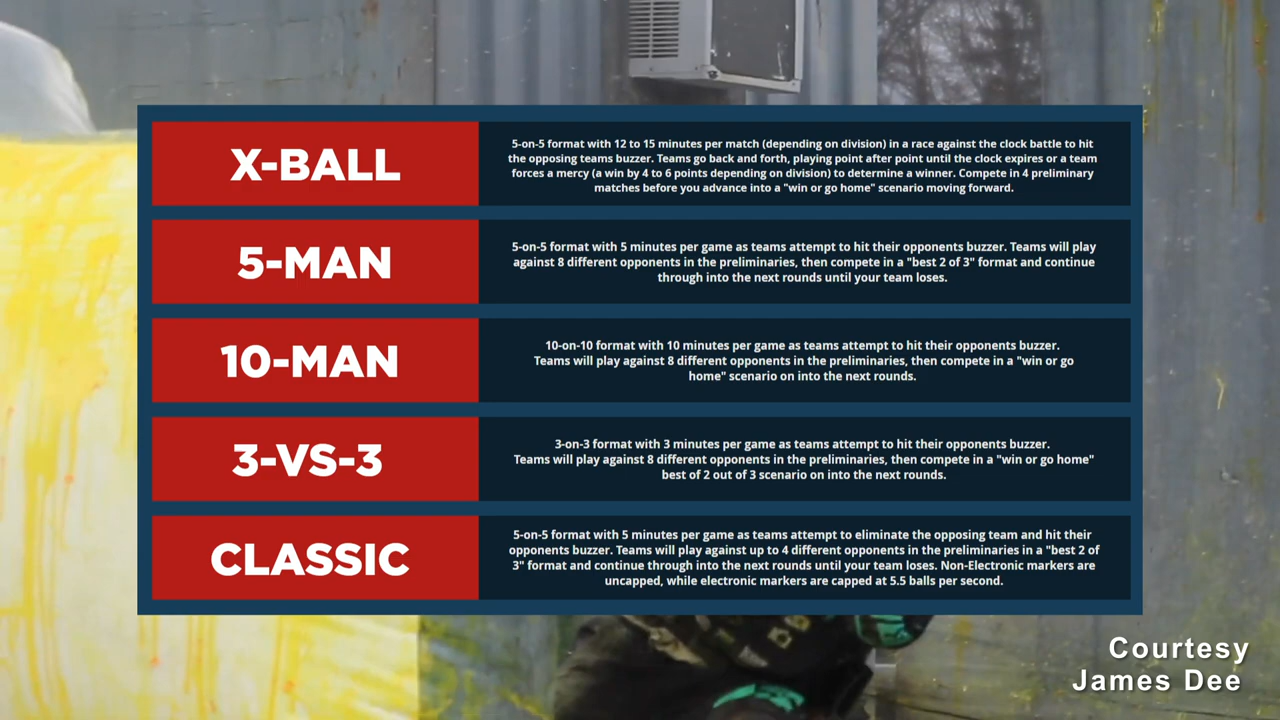 X-BALL
5-on-5 format with 12 to 15 minutes per match (depending on division) in a race against the clock battle to hit
the opposing teams buzzer. Teams go back and forth, playing point after point until the clock expires or a team
forces a mercy (a win by 4 to 6 points depending on division) to determine a winner. Compete in 4 preliminary
matches before you advance into a "win or go home" scenario moving forward.
5-MAN
5-on-5 format with 5 minutes per game as teams attempt to hit their opponents buzzer. Teams will play
against 8 different opponents in the preliminaries, then compete in a "best 2 of 3" format and continue
through into the next rounds until your team loses.
10-MAN
10-on-10 format with 10 minutes per game as teams attempt to hit their opponents buzzer.
Teams will play against 8 different opponents in the preliminaries, then compete in a "win or go
home" scenario on into the next rounds.
3-VS-3
3-on-3 format with 3 minutes per game as teams attempt to hit their opponents buzzer.
Teams will play against 8 different opponents in the preliminaries, then compete in a "win or go home"
best of 2 out of 3 scenario on into the next rounds.
CLASSIC
5-on-5 format with 5 minutes per game as teams attempt to eliminate the opposing team and hit their
opponents buzzer. Teams will play against up to 4 different opponents in the preliminaries in a "best 2 of
3" format and continue through into the next rounds until your team loses. Non-Electronic markers are
uncapped, while electronic markers are capped at 5.5 balls per second.
Courtesy
James Dee